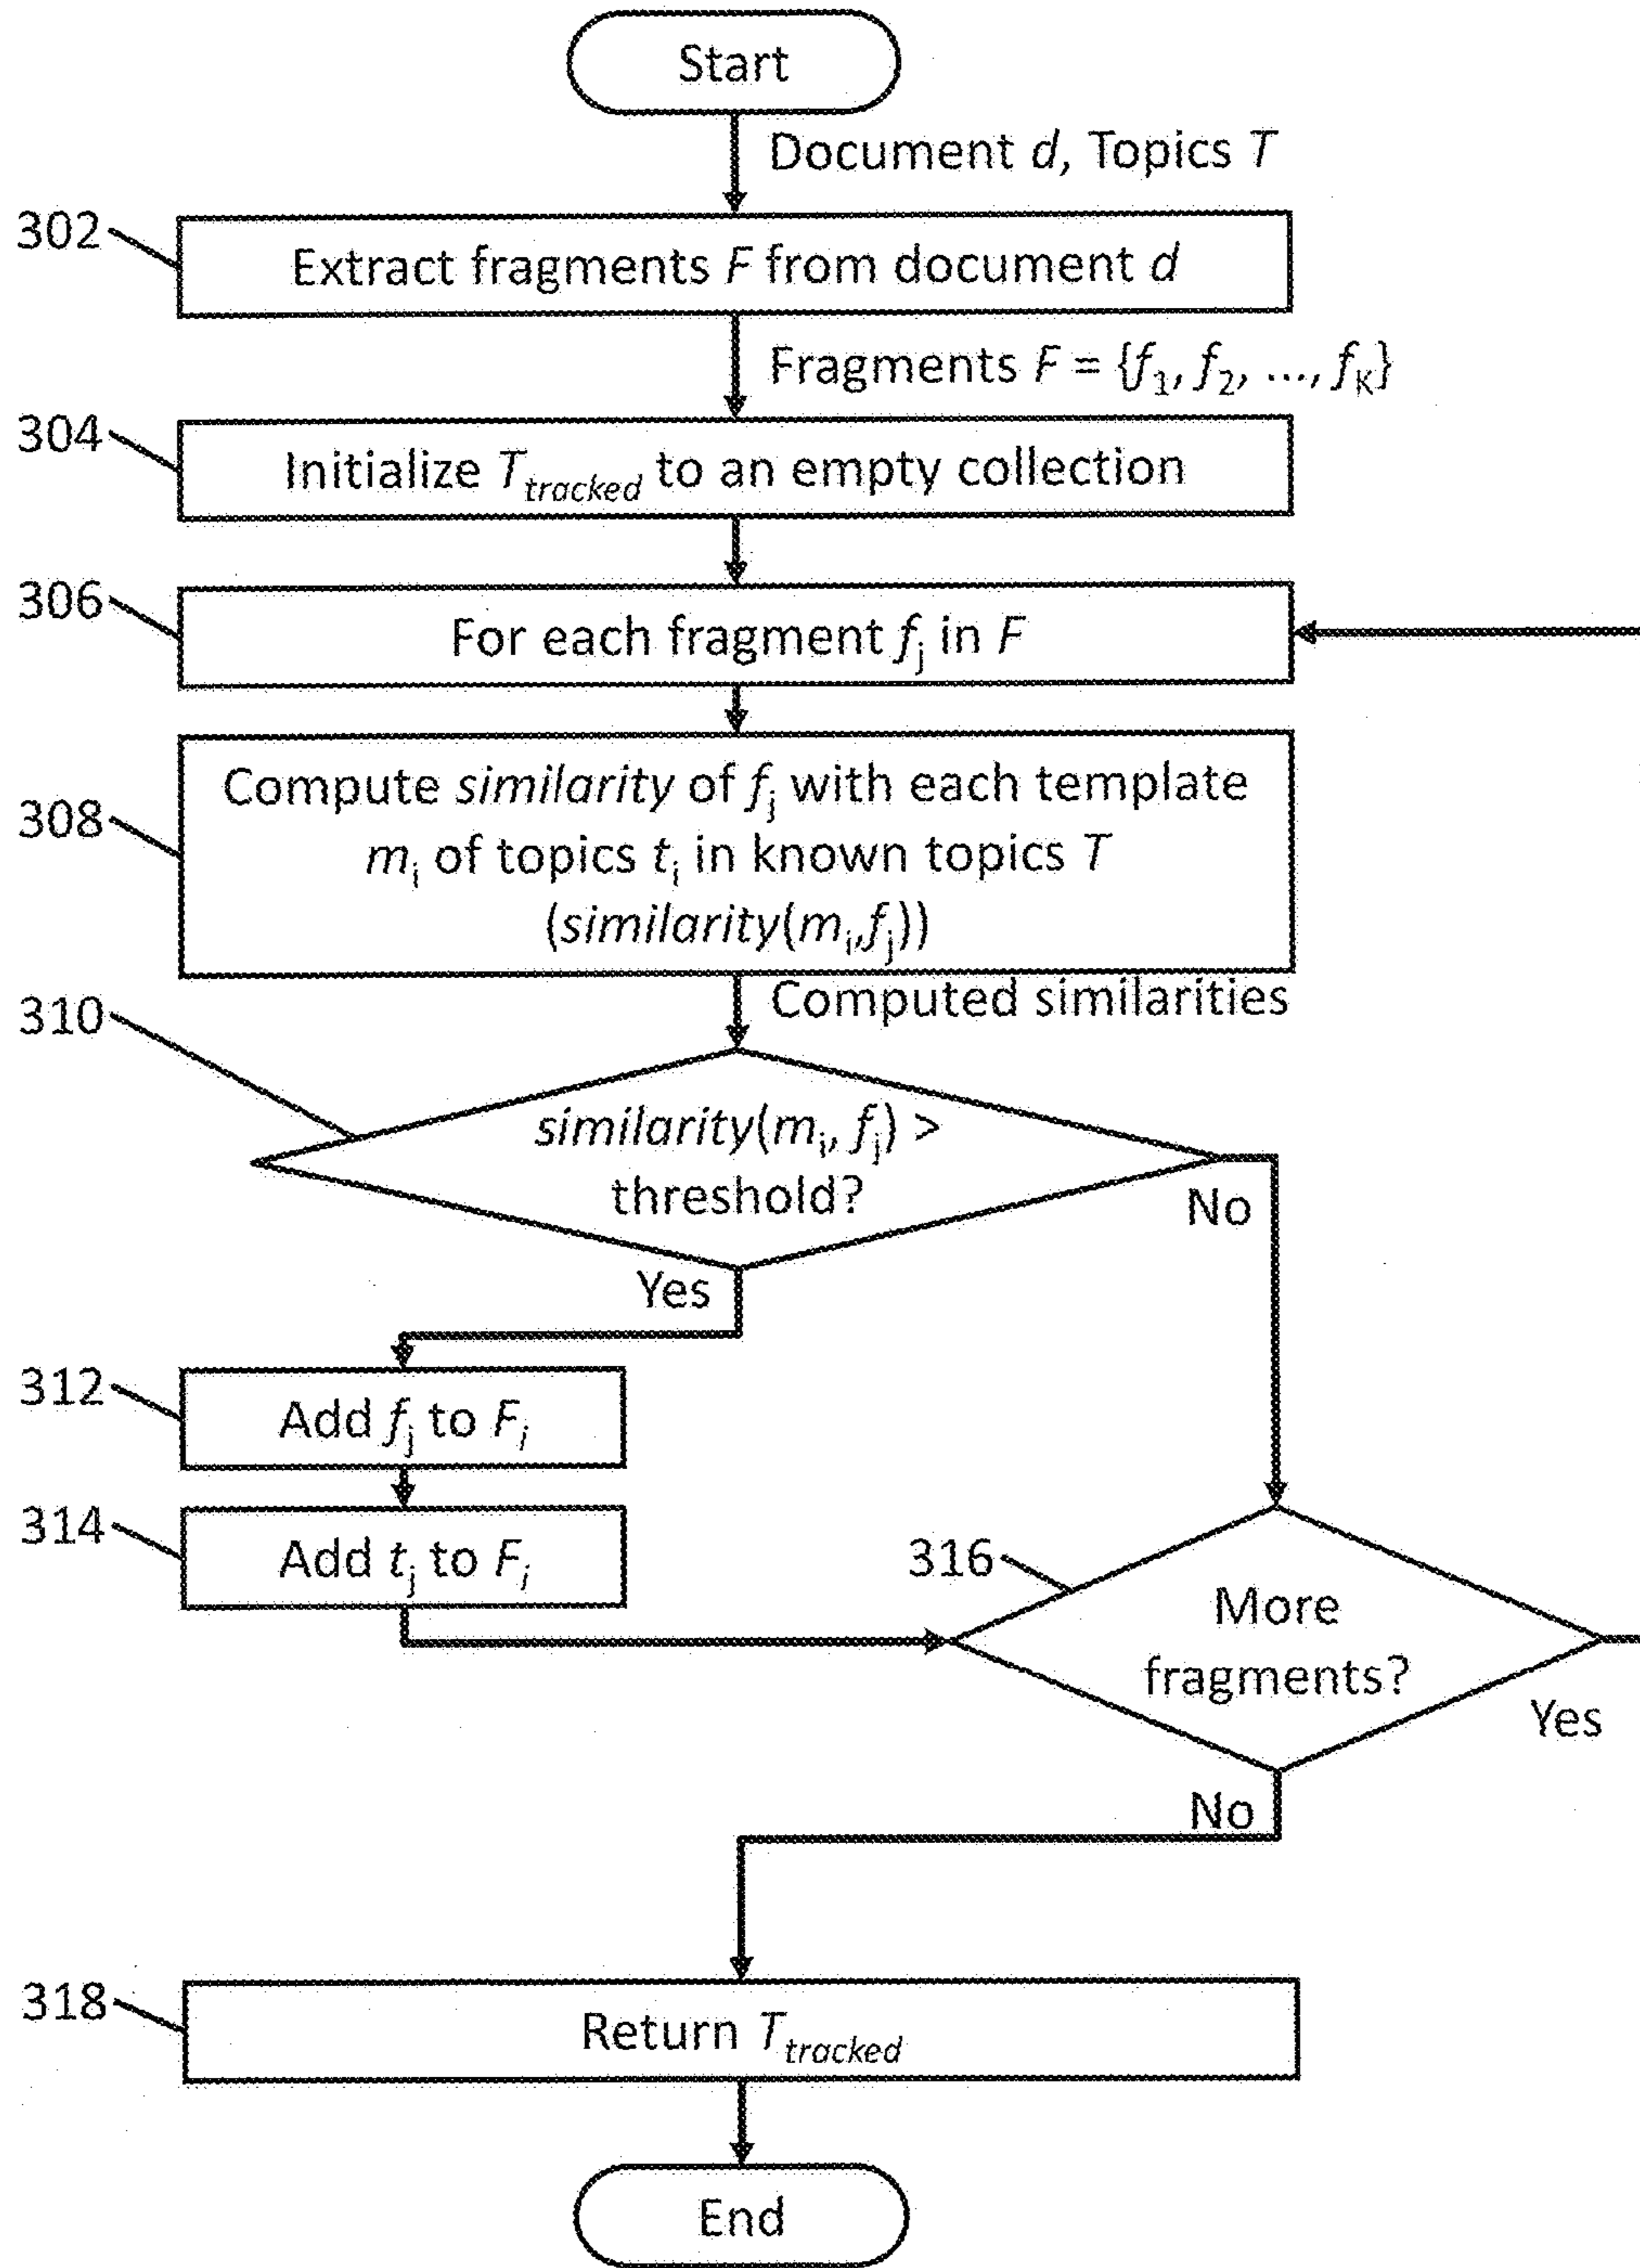 Start
Document d, Topics T
302
Extract fragments F from document d
Fragments F = {f1, f2, ..., fK}
304
Initialize Ttracked to an empty collection
306
For each fragment fj in F
308
Compute similarity of fj with each template
mi of topics ti in known topics T
(similarity(mi,fj))
Computed similarities
310
similarity(mi, fj) >
threshold?
No
Yes
312
Add fj to Fi
314
Add tj to Fi
316
More
fragments?
Yes
No
318
Return Ttracked
End